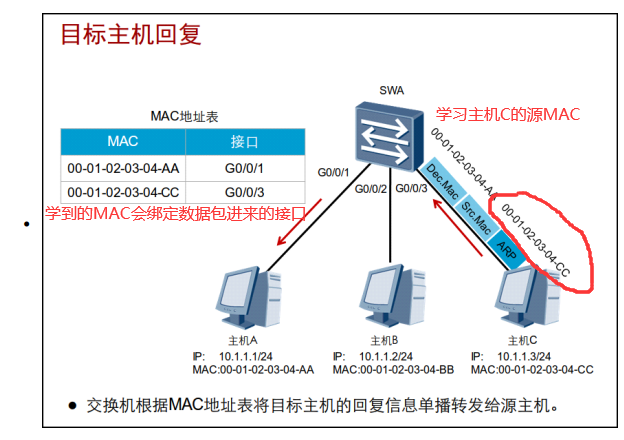 目标主机回复
SWA
MAC地址表
学习主机C的源MAC
MAC 接口
00-01-02-03-04-AA G0/0/1
00-01-02-03-04-CC G0/0/3
学到的MAC会绑定数据包进来的接口
G0/0/1
G0/0/2
G0/0/3
00-01-02-03-04-AA
Dec.Mac
Src.Mac
ARP
00-01-02-03-04-CC
主机A
IP: 10.1.1.1/24
MAC:00-01-02-03-04-AA
主机B
IP: 10.1.1.2/24
MAC:00-01-02-03-04-BB
主机C
IP: 10.1.1.3/24
MAC:00-01-02-03-04-CC
● 交换机根据MAC地址表将目标主机的回复信息单播转发给源主机。